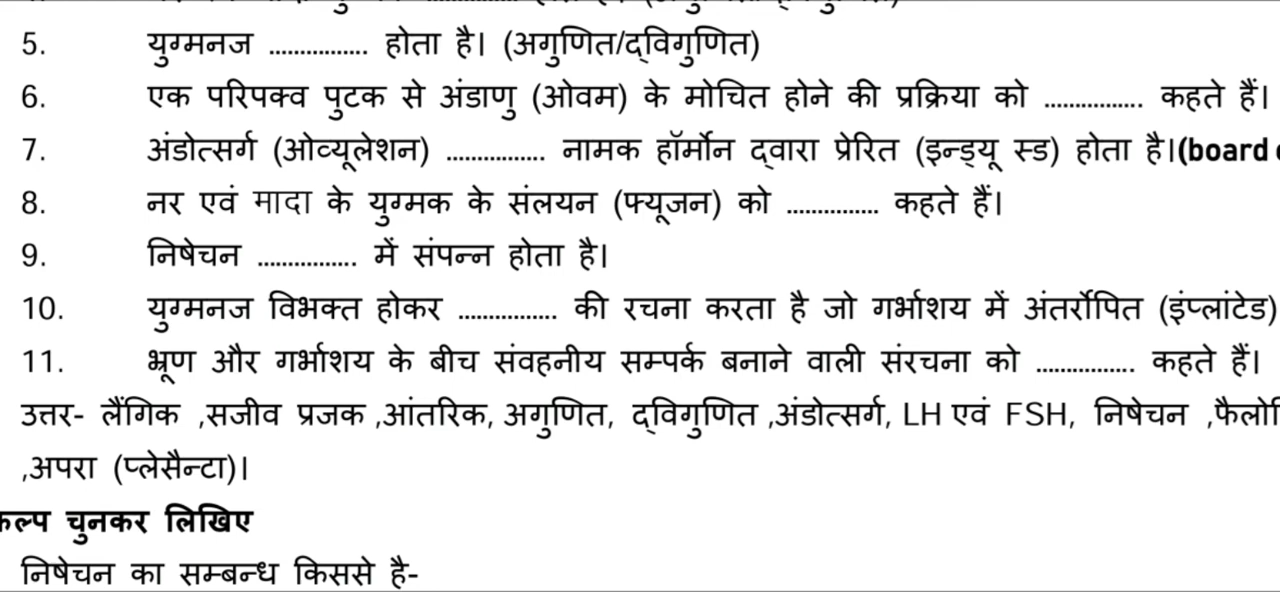 5. युग्मनज ................ होता है। (अगुणित/द्विगुणित)
6. एक परिपक्व पुटक से अंडाणु (ओवम) के मोचित होने की प्रक्रिया को ................ कहते हैं।
7. अंडोत्सर्ग (ओव्यूलेशन) ................ नामक हॉर्मोन द्वारा प्रेरित (इन्ड्यू स्ड) होता है।(board
8. नर एवं मादा के युग्मक के संलयन (फ्यूजन) को ............... कहते हैं।
9. निषेचन ................ में संपन्न होता है।
10. युग्मनज विभक्त होकर ................ की रचना करता है जो गर्भाशय में अंतर्रोपित (इंप्लांटेड)
11. भ्रूण और गर्भाशय के बीच संवहनीय सम्पर्क बनाने वाली संरचना को ................ कहते हैं।
उत्तर- लैंगिक ,सजीव प्रजक ,आंतरिक, अगुणित, द्विगुणित ,अंडोत्सर्ग, LH एवं FSH, निषेचन ,
,अपरा (प्लेसैन्टा)।
चुनकर लिखिए
निषेचन का सम्बन्ध किससे है-